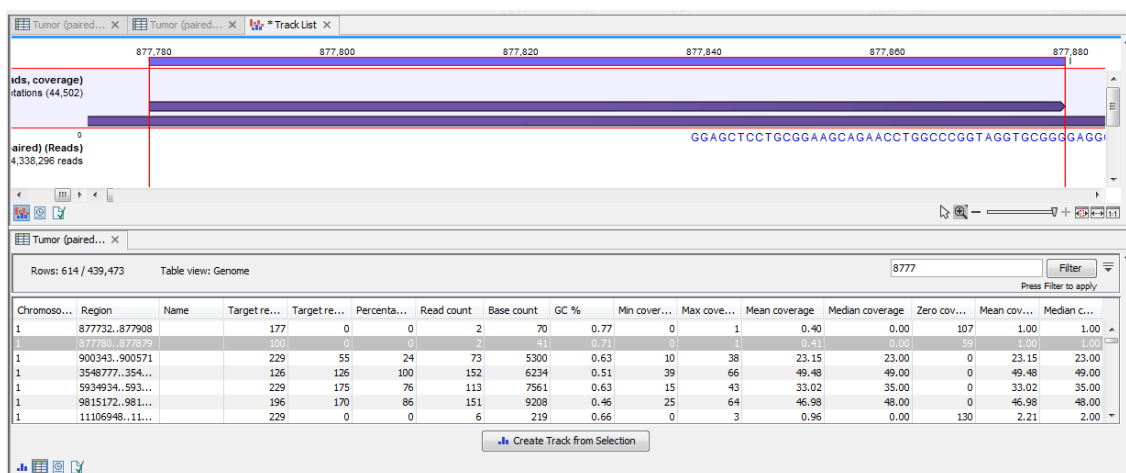 Tumor (paired... Tumor (paired... * Track List
877,780 877,800 877,820 877,840 877,860 877,880
ids, coverage)
tations (44,502)
0
GGAGCTCCTGCGGAAGCAGAACCTGGCCCGGTAGGTGCGGGGAGG
aired) (Reads)
4,338,296 reads
Tumor (paired...
Rows: 614 / 439,473 Table view: Genome 8777 Filter
Press Filter to apply
Chromoso... Region Name Target re... Target re... Percenta... Read count Base count GC % Min cover... Max cove... Mean coverage Median coverage Zero cov... Mean cov... Median c...
1 877732..877908 177 0 0 2 70 0.77 0 1 0.40 0.00 107 1.00 1.00
1 877780..877879 100 0 0 2 41 0.71 0 1 0.41 0.00 59 1.00 1.00
1 900343..900571 229 55 24 73 5300 0.63 10 38 23.15 23.00 0 23.15 23.00
1 3548777..354... 126 126 100 152 6234 0.51 39 66 49.48 49.00 0 49.48 49.00
1 5934934..593... 229 175 76 113 7561 0.63 15 43 33.02 35.00 0 33.02 35.00
1 9815172..981... 196 170 86 151 9208 0.46 25 64 46.98 48.00 0 46.98 48.00
1 11106948..11... 229 0 0 6 219 0.66 0 3 0.96 0.00 130 2.21 2.00
Create Track from Selection